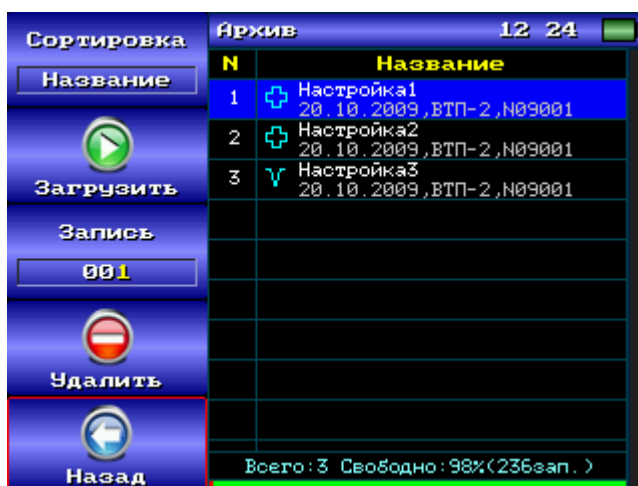 Сортировка
Название
Загрузить
Запись
001
Удалить
Назад
Архив 12 24
N Название
1 Настройка1
20.10.2009,ВТП-2,N09001
2 Настройка2
20.10.2009,ВТП-2,N09001
3 Настройка3
20.10.2009,ВТП-2,N09001
Всего:3 Свободно:98%(236зап.)